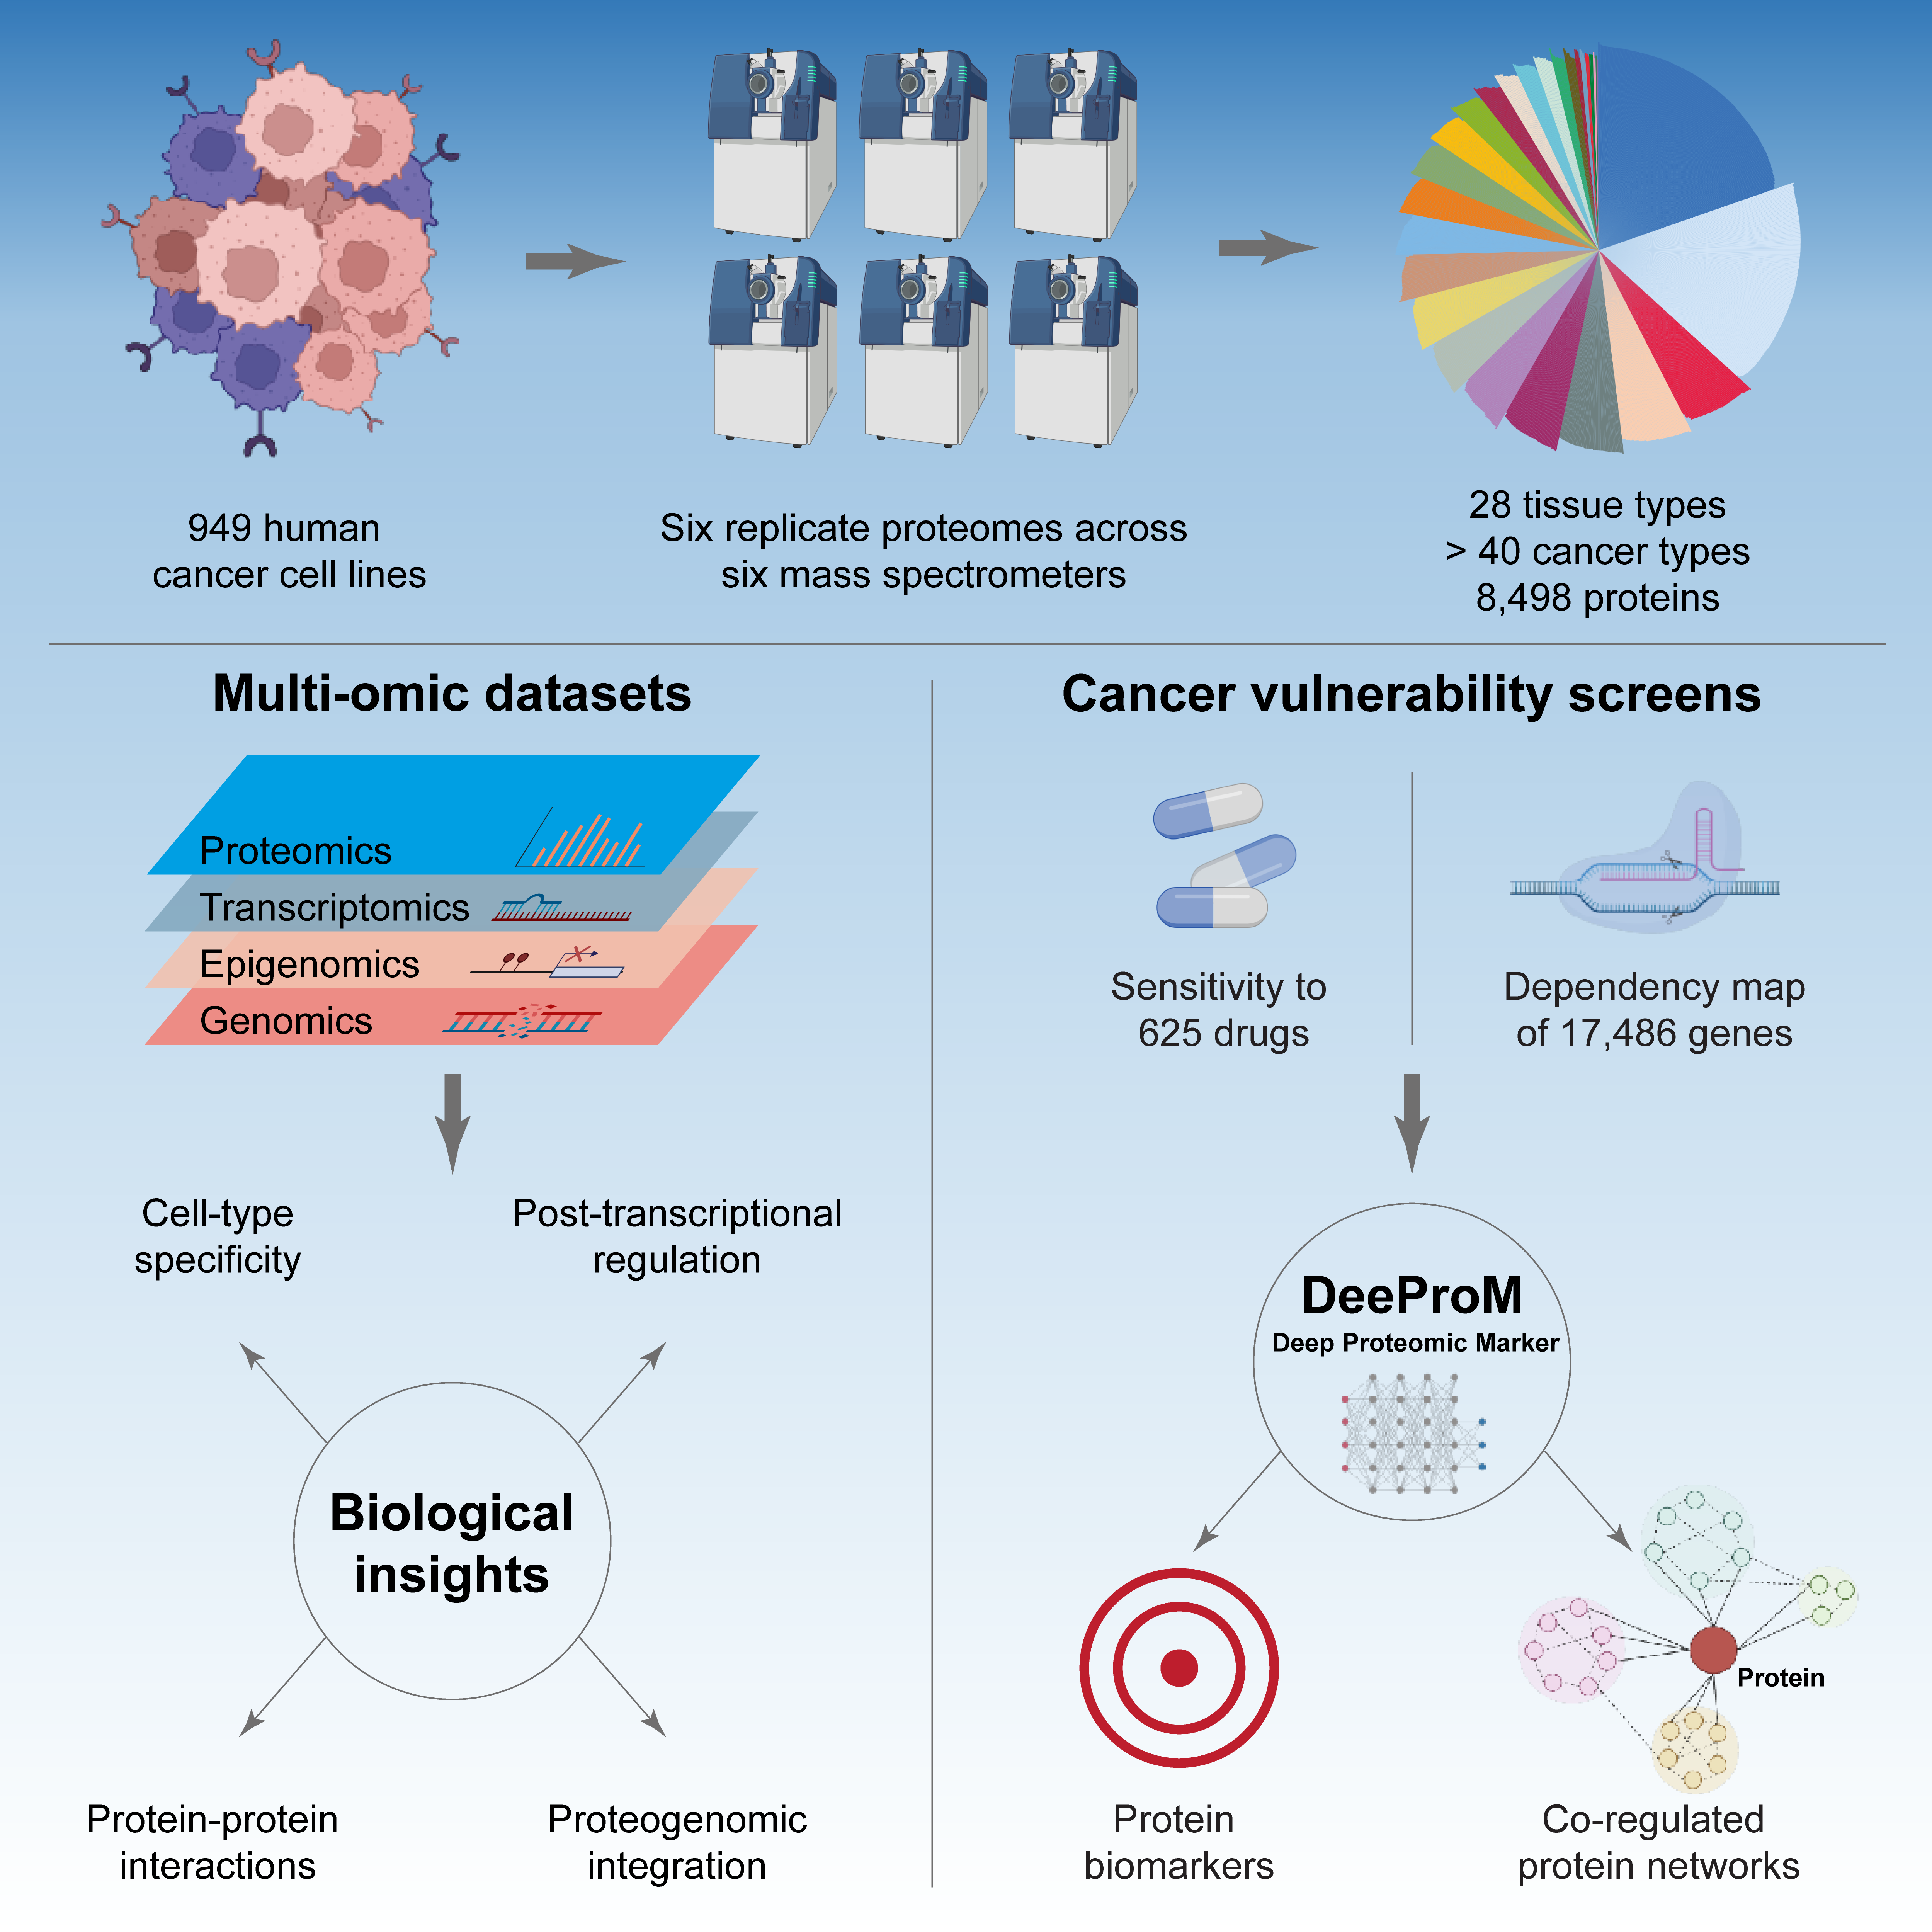 949 human
cancer cell lines
Six replicate proteomes across
six mass spectrometers
28 tissue types
> 40 cancer types
8,498 proteins
Multi-omic datasets
Proteomics
Transcriptomics
Epigenomics
Genomics
Cell-type
specificity
Post-transcriptional
regulation
Biological
insights
Protein-protein
interactions
Proteogenomic
integration
Cancer vulnerability screens
Sensitivity to
625 drugs
Dependency map
of 17,486 genes
DeeProM
Deep Proteomic Marker
Protein
Protein
biomarkers
Co-regulated
protein networks